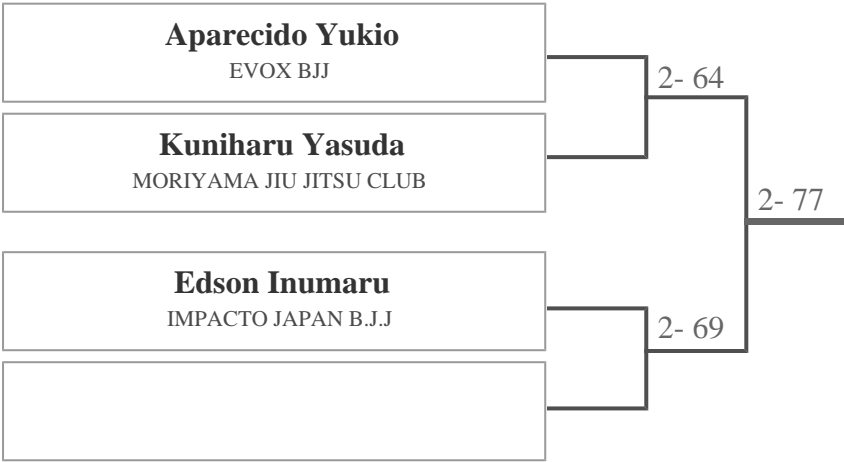 Aparecido Yukio
EVOX BJJ
2- 64
Kuniharu Yasuda
MORIYAMA JIU JITSU CLUB
2- 77
Edson Inumaru
IMPACTO JAPAN B.J.J
2- 69